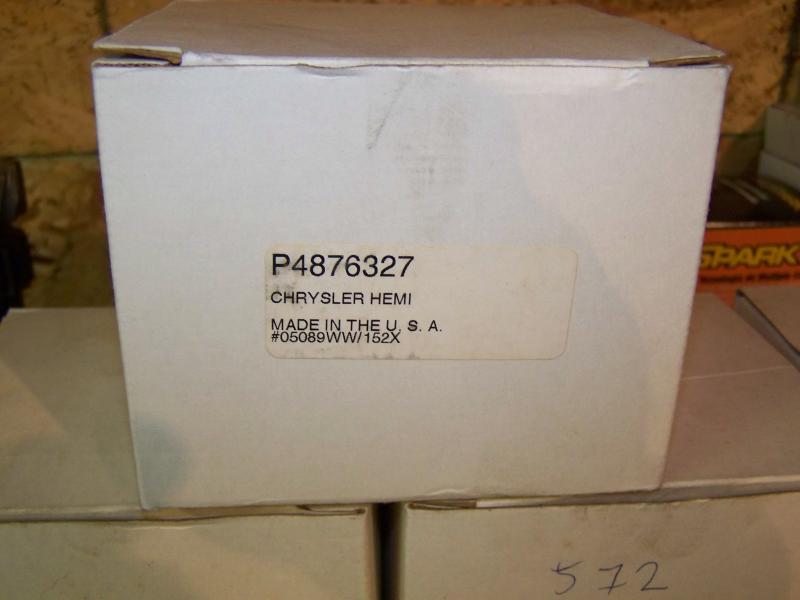 P4876327
CHRYSLER HEMI
MADE IN THE U. S. A.
#05089WW/152X
SPARK
572